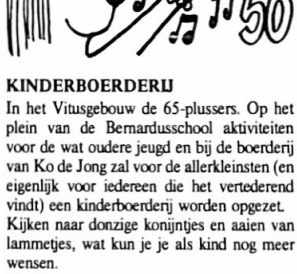 50
KINDERBOERDERIJ
In het Vitusgebouw de 65-plussers. Op het
plein van de Bernardusschool aktiviteiten
voor de wat oudere jeugd en bij de boerderij
van Ko de Jong zal voor de allerkleinsten (en
eigenlijk voor iedereen die het vertederend
vindt) een kinderboerderij worden opgezet.
Kijken naar donzige konijntjes en aaien van
lammetjes, wat kun je je als kind nog meer
wensen.